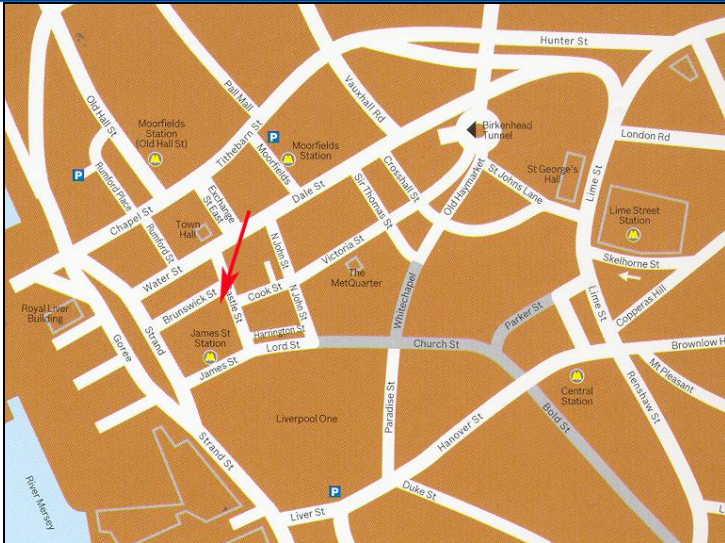 Hunter St
Old Hall St
Pall Mall
Vauxhall Rd
Moorfields
Station
(Old Hall St)
P
Tithebarn St
Moorfields
Moorfields
Station
Birkenhead
Tunnel
London Rd
P
Rumford Place
Exchange
St East
Dale St
Crosshall St
Sir Thomas St
Old Haymarket
St Johns Lane
St George's
Hall
Lime St
Chapel St
Rumford St
Town
Hall
Lime Street
Station
N John St
Victoria St
Skelhorne St
Water St
The
MetQuarter
Whitechapel
Brunswick St
Castle St
Cook St
N John St
Lime St
Copperas Hill
Parker St
Royal Liver
Building
Goree
Strand
James St
Station
Harrington St
Lord St
Church St
Brownlow H
James St
Mt Pleasant
Central
Station
Renshaw St
Liverpool One
Paradise St
Hanover St
Bold St
Strand St
River Mersey
P
Duke St
Liver St
L